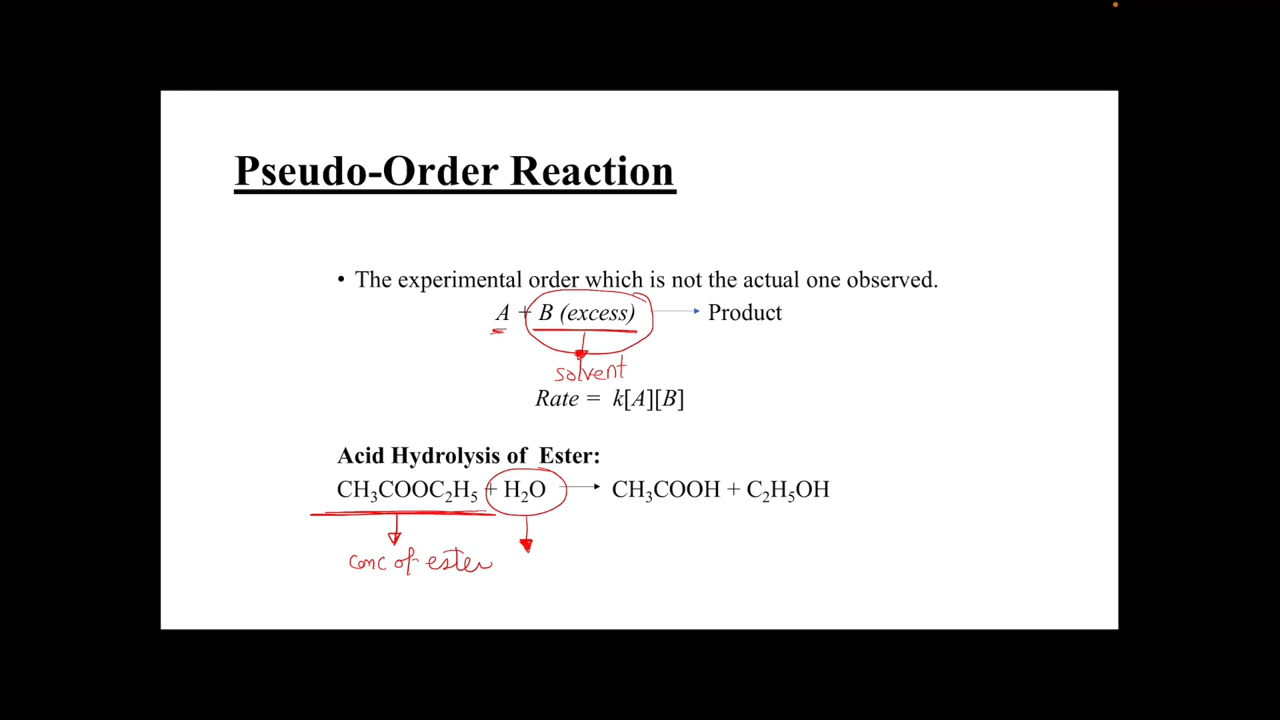 Pseudo-Order Reaction
• The experimental order which is not the actual one observed.
A + B (excess) → Product
solvent
Rate = k[A][B]
Acid Hydrolysis of Ester:
CH₃COOC₂H₅ + H₂O → CH₃COOH + C₂H₅OH
conc of ester